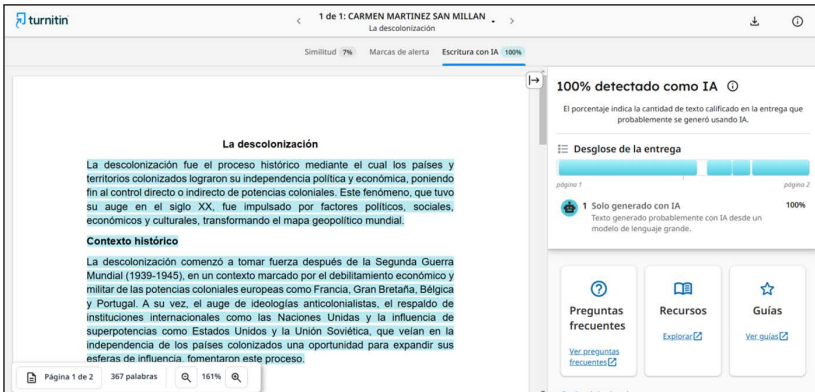 turnitin
1 de 1: CARMEN MARTINEZ SAN MILLAN
La descolonización
Similitud 7% Marcas de alerta Escritura con IA 100%
La descolonización
La descolonización fue el proceso histórico mediante el cual los países y
territorios colonizados lograron su independencia política y económica, poniendo
fin al control directo o indirecto de potencias coloniales. Este fenómeno, que tuvo
su auge en el siglo XX, fue impulsado por factores políticos, sociales,
económicos y culturales, transformando el mapa geopolítico mundial.
Contexto histórico
La descolonización comenzó a tomar fuerza después de la Segunda Guerra
Mundial (1939-1945), en un contexto marcado por el debilitamiento económico y
militar de las potencias coloniales europeas como Francia, Gran Bretaña, Bélgica
y Portugal. A su vez, el auge de ideologías anticolonialistas, el respaldo de
instituciones internacionales como las Naciones Unidas y la influencia de
superpotencias como Estados Unidos y la Unión Soviética, que veían en la
independencia de los países colonizados una oportunidad para expandir sus
esferas de influencia, fomentaron este proceso.
Página 1 de 2 367 palabras 161%
100% detectado como IA
El porcentaje indica la cantidad de texto calificado en la entrega que
probablemente se generó usando IA.
Desglose de la entrega
página 1 página 2
1 Solo generado con IA 100%
Texto generado probablemente con IA desde un
modelo de lenguaje grande.
Preguntas
frecuentes
Ver preguntas
frecuentes
Recursos
Explorar
Guías
Ver guías